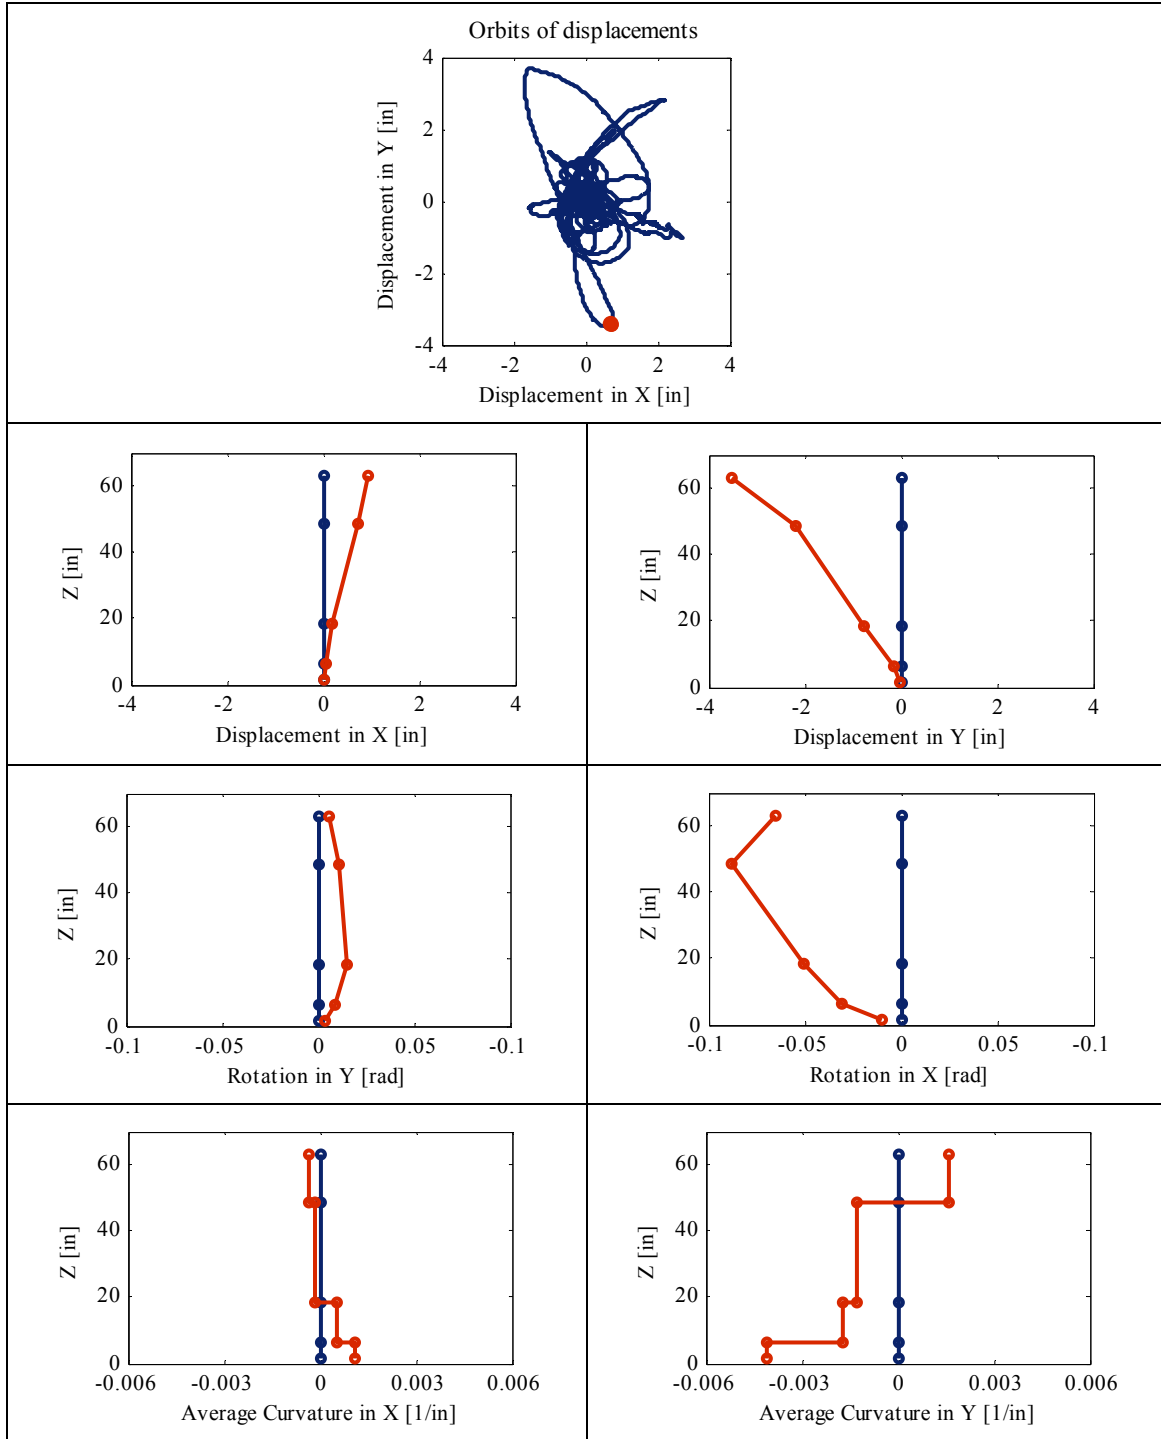 Orbits of displacements
Displacement in Y [in]
4
2
0
-2
-4
-4 -2 0 2 4
Displacement in X [in]
Z [in]
60
40
20
0
-4 -2 0 2 4
Displacement in X [in]
Z [in]
60
40
20
0
-4 -2 0 2 4
Displacement in Y [in]
Z [in]
60
40
20
0
-0.1 -0.05 0 0.05 -0.1
Rotation in Y [rad]
Z [in]
60
40
20
0
-0.1 -0.05 0 0.05 -0.1
Rotation in X [rad]
Z [in]
60
40
20
0
-0.006 -0.003 0 0.003 0.006
Average Curvature in X [1/in]
Z [in]
60
40
20
0
-0.006 -0.003 0 0.003 0.006
Average Curvature in Y [1/in]